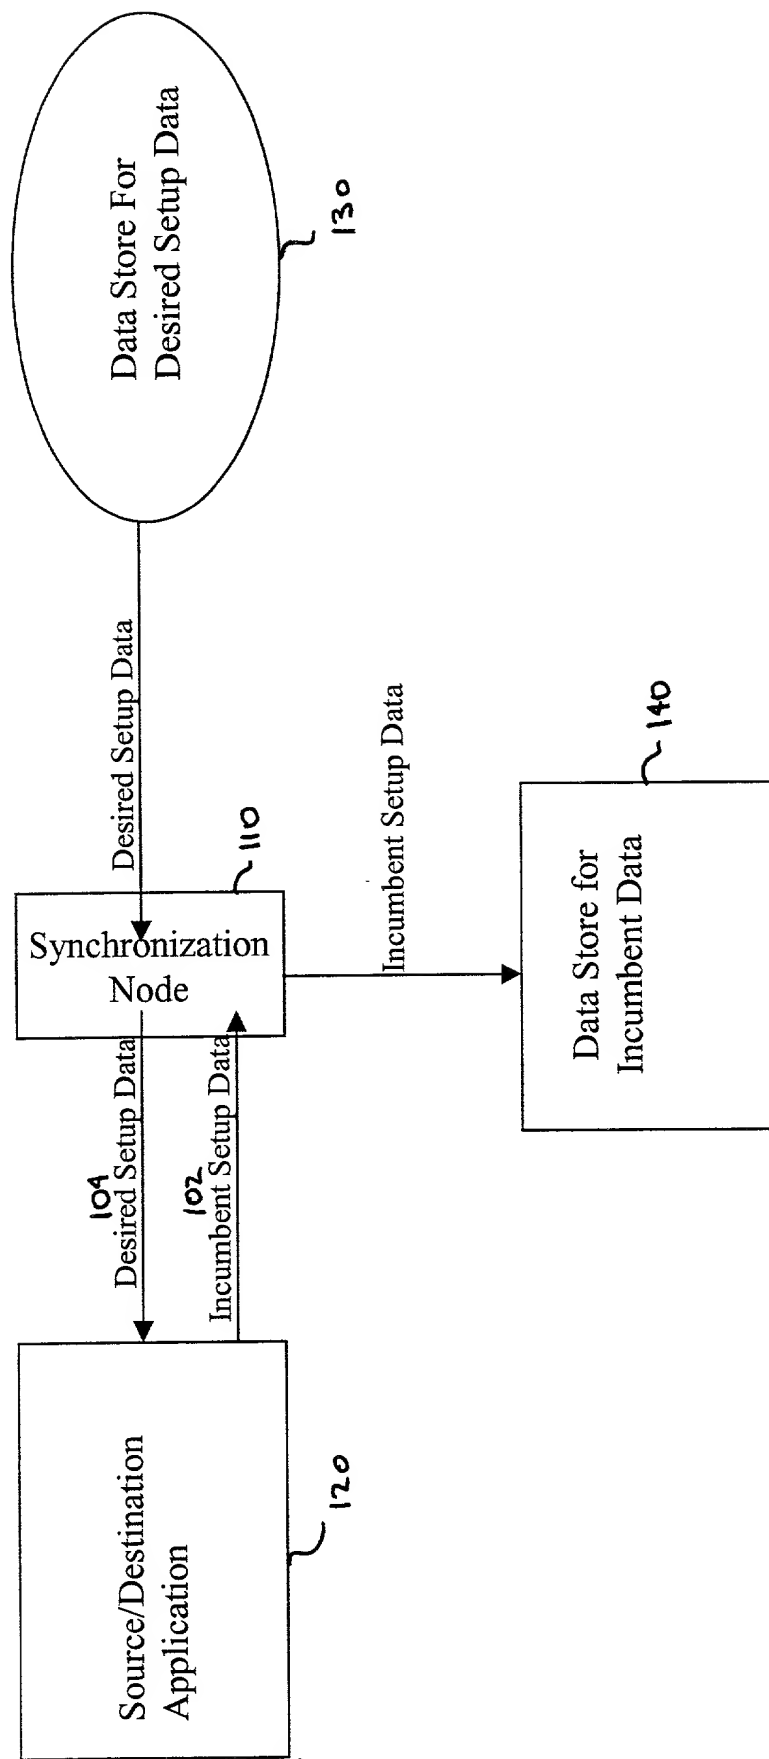 Source/Destination
Application
120
104
Desired Setup Data
102
Incumbent Setup Data
Synchronization
Node
110
Desired Setup Data
Data Store For
Desired Setup Data
130
Incumbent Setup Data
Data Store for
Incumbent Data
140